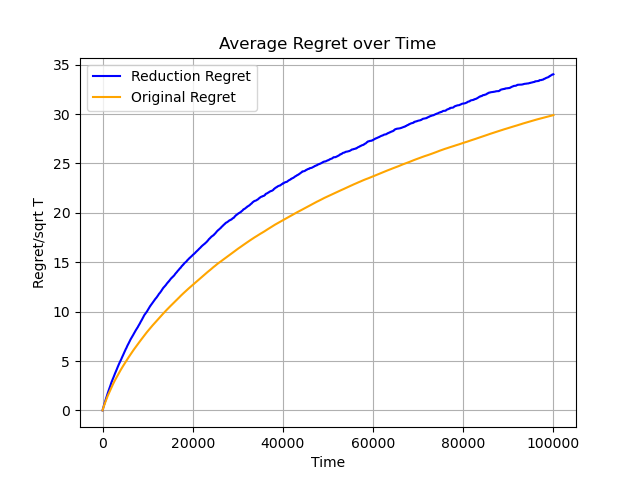 Average Regret over Time
Reduction Regret
Original Regret
Regret/sqrt T
35
30
25
20
15
10
5
0
0 20000 40000 60000 80000 100000
Time